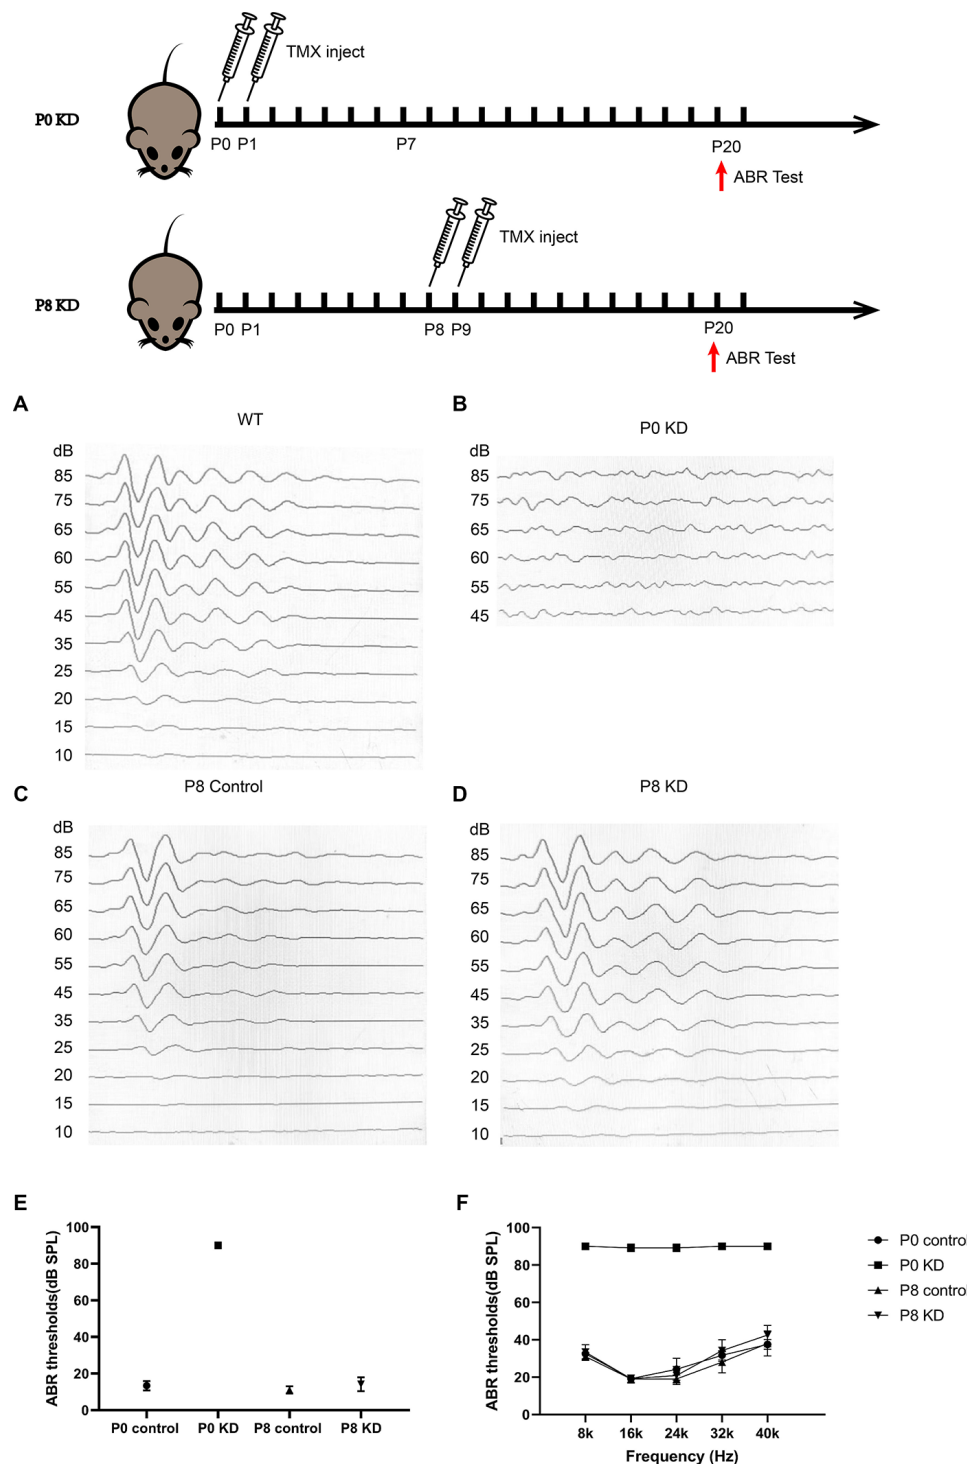 TMX inject
P0 KD
P0 P1 P7 P20
ABR Test
TMX inject
P8 KD
P0 P1 P8 P9 P20
ABR Test
A
WT
dB
85
75
65
60
55
45
35
25
20
15
10
B
P0 KD
dB
85
75
65
60
55
45
C
P8 Control
dB
85
75
65
60
55
45
35
25
20
15
10
D
P8 KD
dB
85
75
65
60
55
45
35
25
20
15
10
E
ABR thresholds(dB SPL)
100
80
60
40
20
0
P0 control P0 KD P8 control P8 KD
F
ABR thresholds(dB SPL)
100
80
60
40
20
0
8k 16k 24k 32k 40k
Frequency (Hz)
P0 control
P0 KD
P8 control
P8 KD